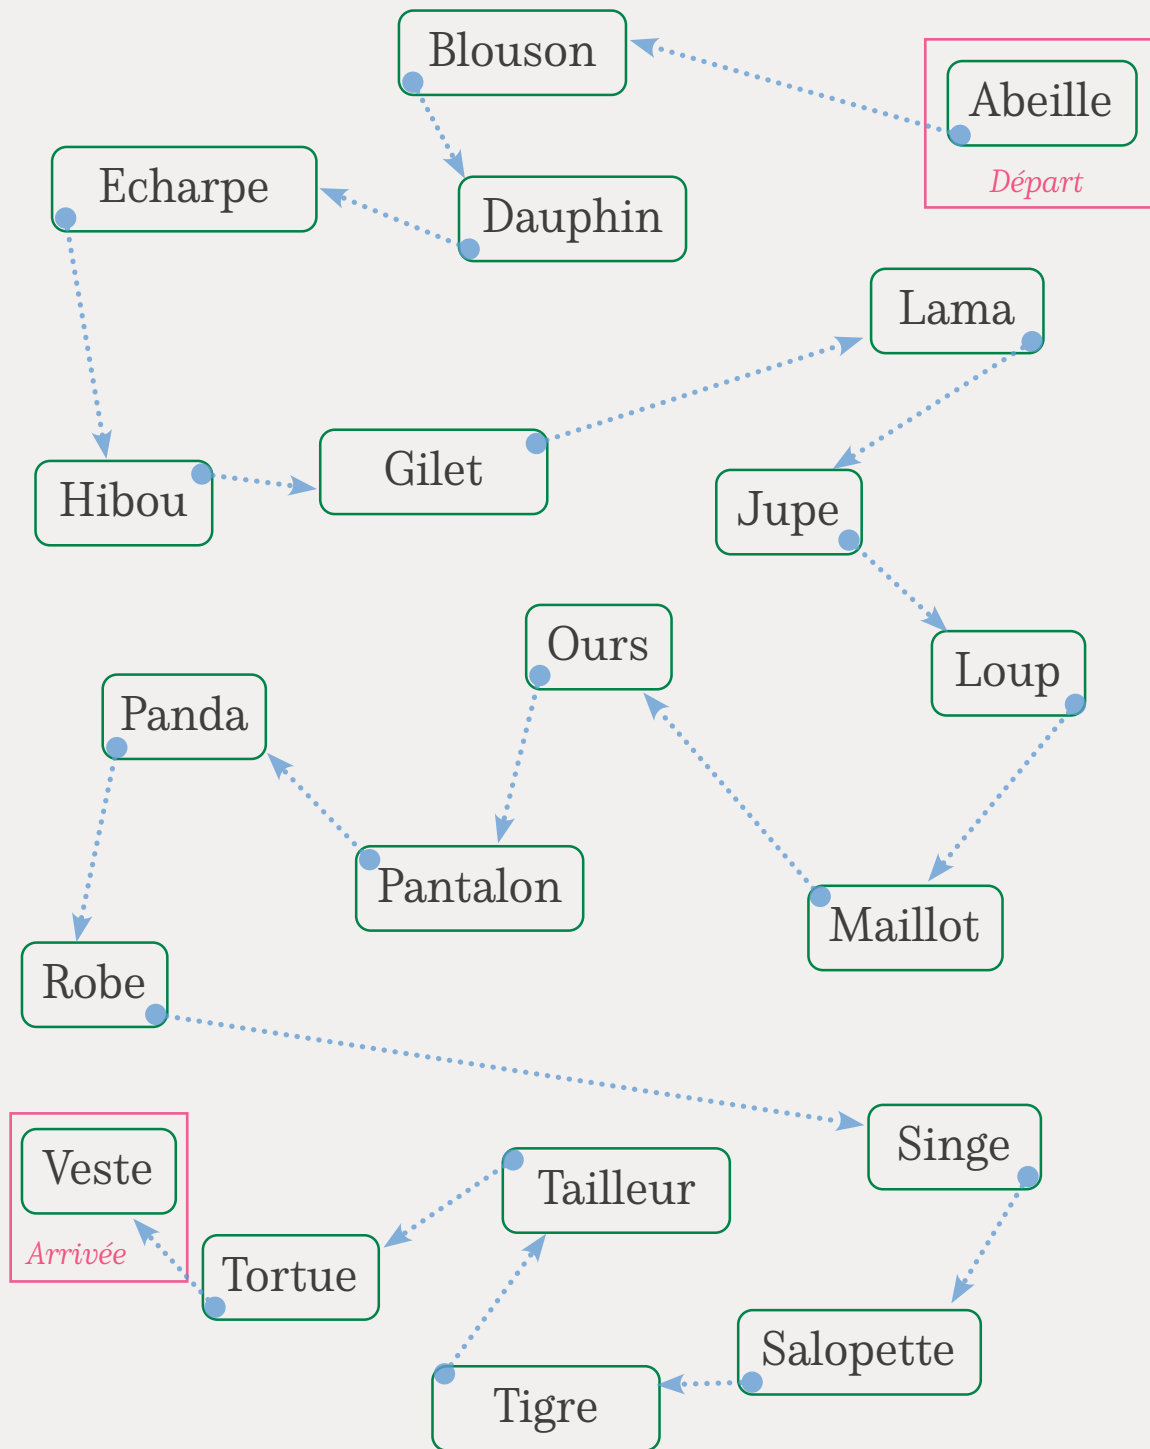 Blouson
Abeille
Départ
Echarpe
Dauphin
Lama
Hibou
Gilet
Jupe
Ours
Loup
Panda
Pantalon
Maillot
Robe
Singe
Veste
Tailleur
Arrivée
Tortue
Salopette
Tigre